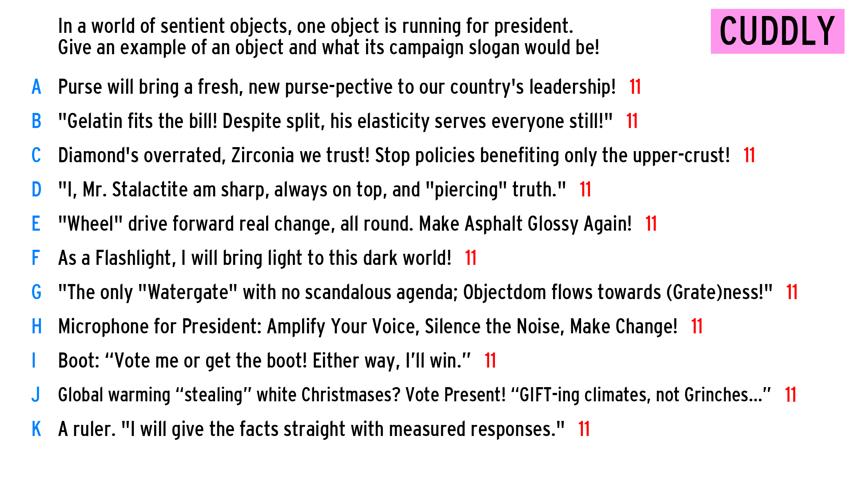 In a world of sentient objects, one object is running for president.
Give an example of an object and what its campaign slogan would be!
CUDDLY
A Purse will bring a fresh, new purse-pective to our country's leadership! 11
B "Gelatin fits the bill! Despite split, his elasticity serves everyone still!" 11
C Diamond's overrated, Zirconia we trust! Stop policies benefiting only the upper-crust! 11
D "I, Mr. Stalactite am sharp, always on top, and "piercing" truth." 11
E "Wheel" drive forward real change, all round. Make Asphalt Glossy Again! 11
F As a Flashlight, I will bring light to this dark world! 11
G "The only "Watergate" with no scandalous agenda; Objectdom flows towards (Grate)ness!" 11
H Microphone for President: Amplify Your Voice, Silence the Noise, Make Change! 11
I Boot: “Vote me or get the boot! Either way, I’ll win.” 11
J Global warming “stealing” white Christmases? Vote Present! “GIFT-ing climates, not Grinches...” 11
K A ruler. "I will give the facts straight with measured responses." 11